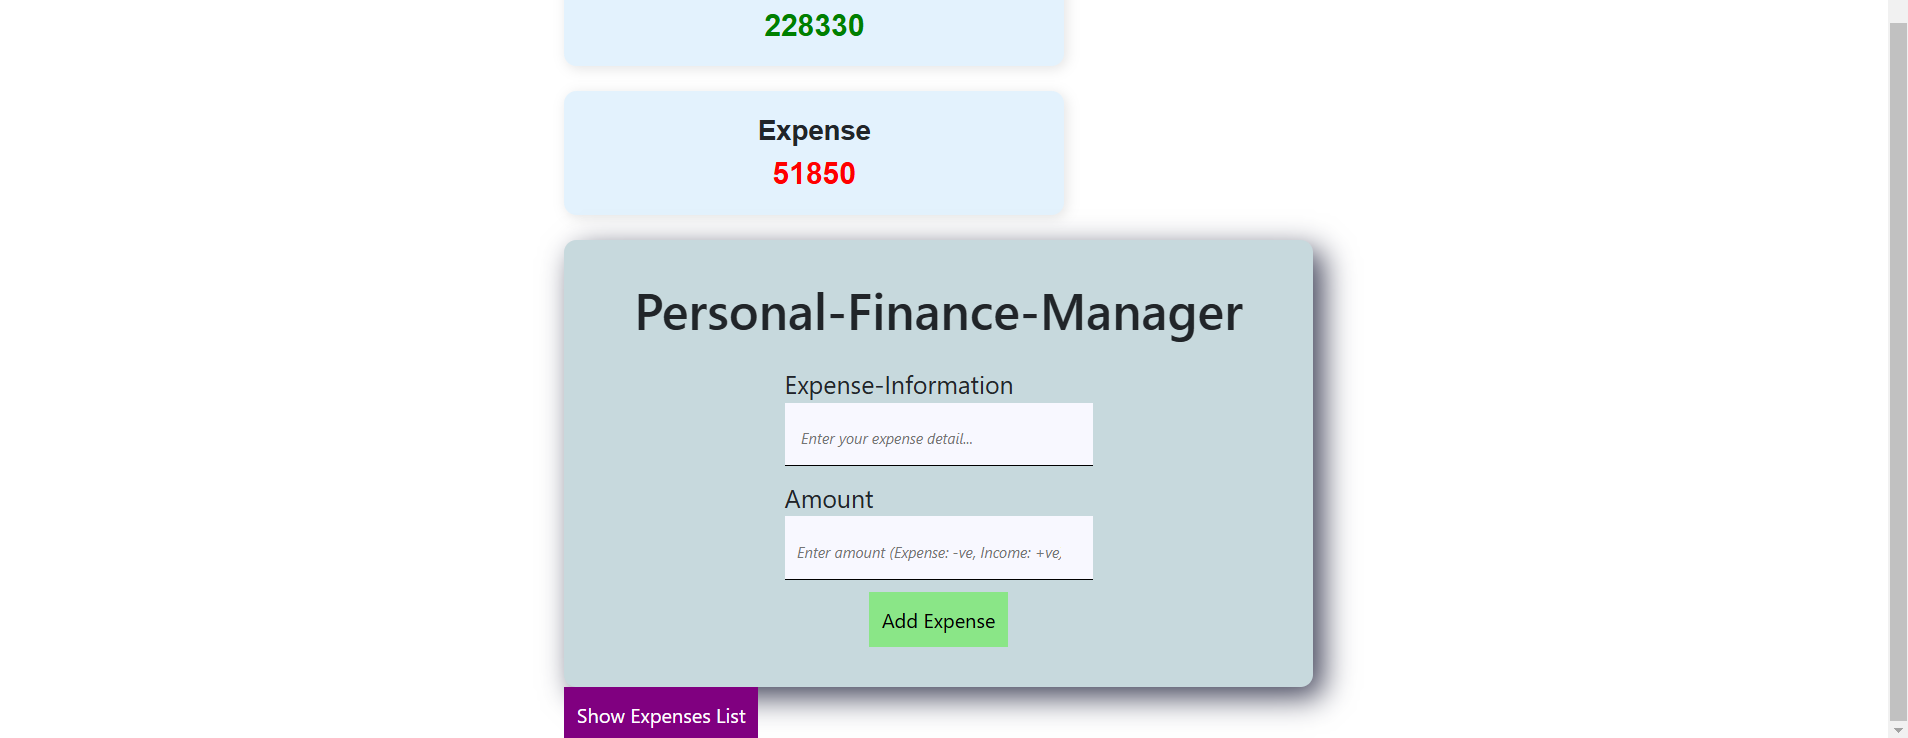 228330
Expense
51850
Personal-Finance-Manager
Expense-Information
Enter your expense detail...
Amount
Enter amount (Expense: -ve, Income: +ve,
Add Expense
Show Expenses List